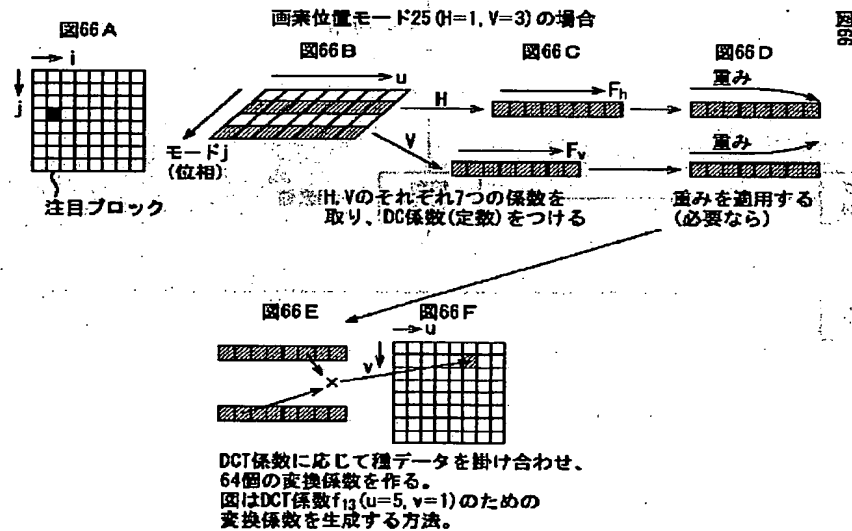 画素位置モード25(H=1, V=3)の場合
図66
図66A
図66B
図66C
図66D
i
j
u
H
V
Fh
Fv
重み
重み
モードj
(位相)
注目ブロック
H,Vのそれぞれ7つの係数を
取り、DC係数(定数)をつける
重みを適用する
(必要なら)
図66E
図66F
u
v
×
DCT係数に応じて種データを掛け合わせ、
64個の変換係数を作る。
図はDCT係数f13(u=5, v=1)のための
変換係数を生成する方法。